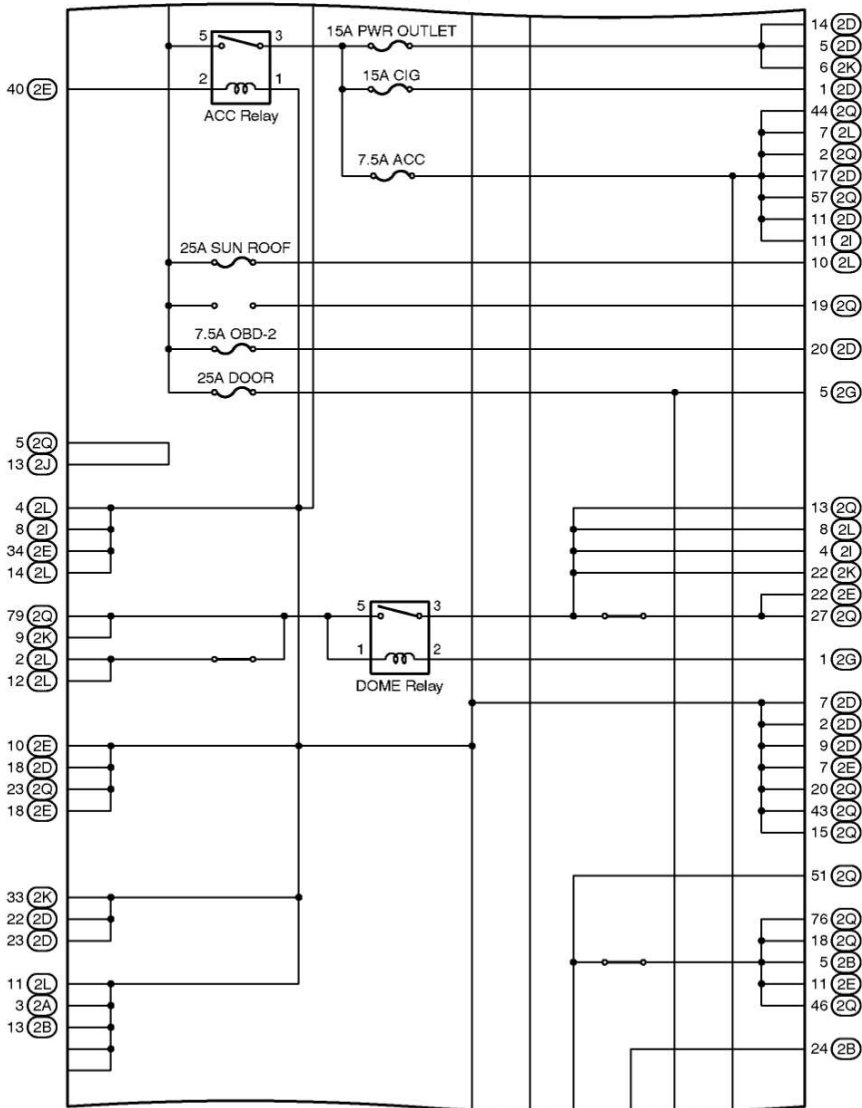 14 2D
5 3 15A PWR OUTLET 5 2D
6 2K
40 2E 2 1 15A CIG 1 2D
ACC Relay 44 2Q
7 2L
7.5A ACC 2 2Q
17 2D
57 2Q
11 2D
11 2I
25A SUN ROOF 10 2L
19 2Q
7.5A OBD-2 20 2D
25A DOOR 5 2G
5 2Q
13 2J
4 2L 13 2Q
8 2I 8 2L
34 2E 4 2I
14 2L 22 2K
22 2E
79 2Q 5 3 27 2Q
9 2K
2 2L 1 2 1 2G
12 2L DOME Relay
7 2D
2 2D
10 2E 9 2D
18 2D 7 2E
23 2Q 20 2Q
18 2E 43 2Q
15 2Q
51 2Q
33 2K
22 2D 76 2Q
23 2D 18 2Q
5 2B
11 2L 11 2E
3 2A 46 2Q
13 2B
24 2B